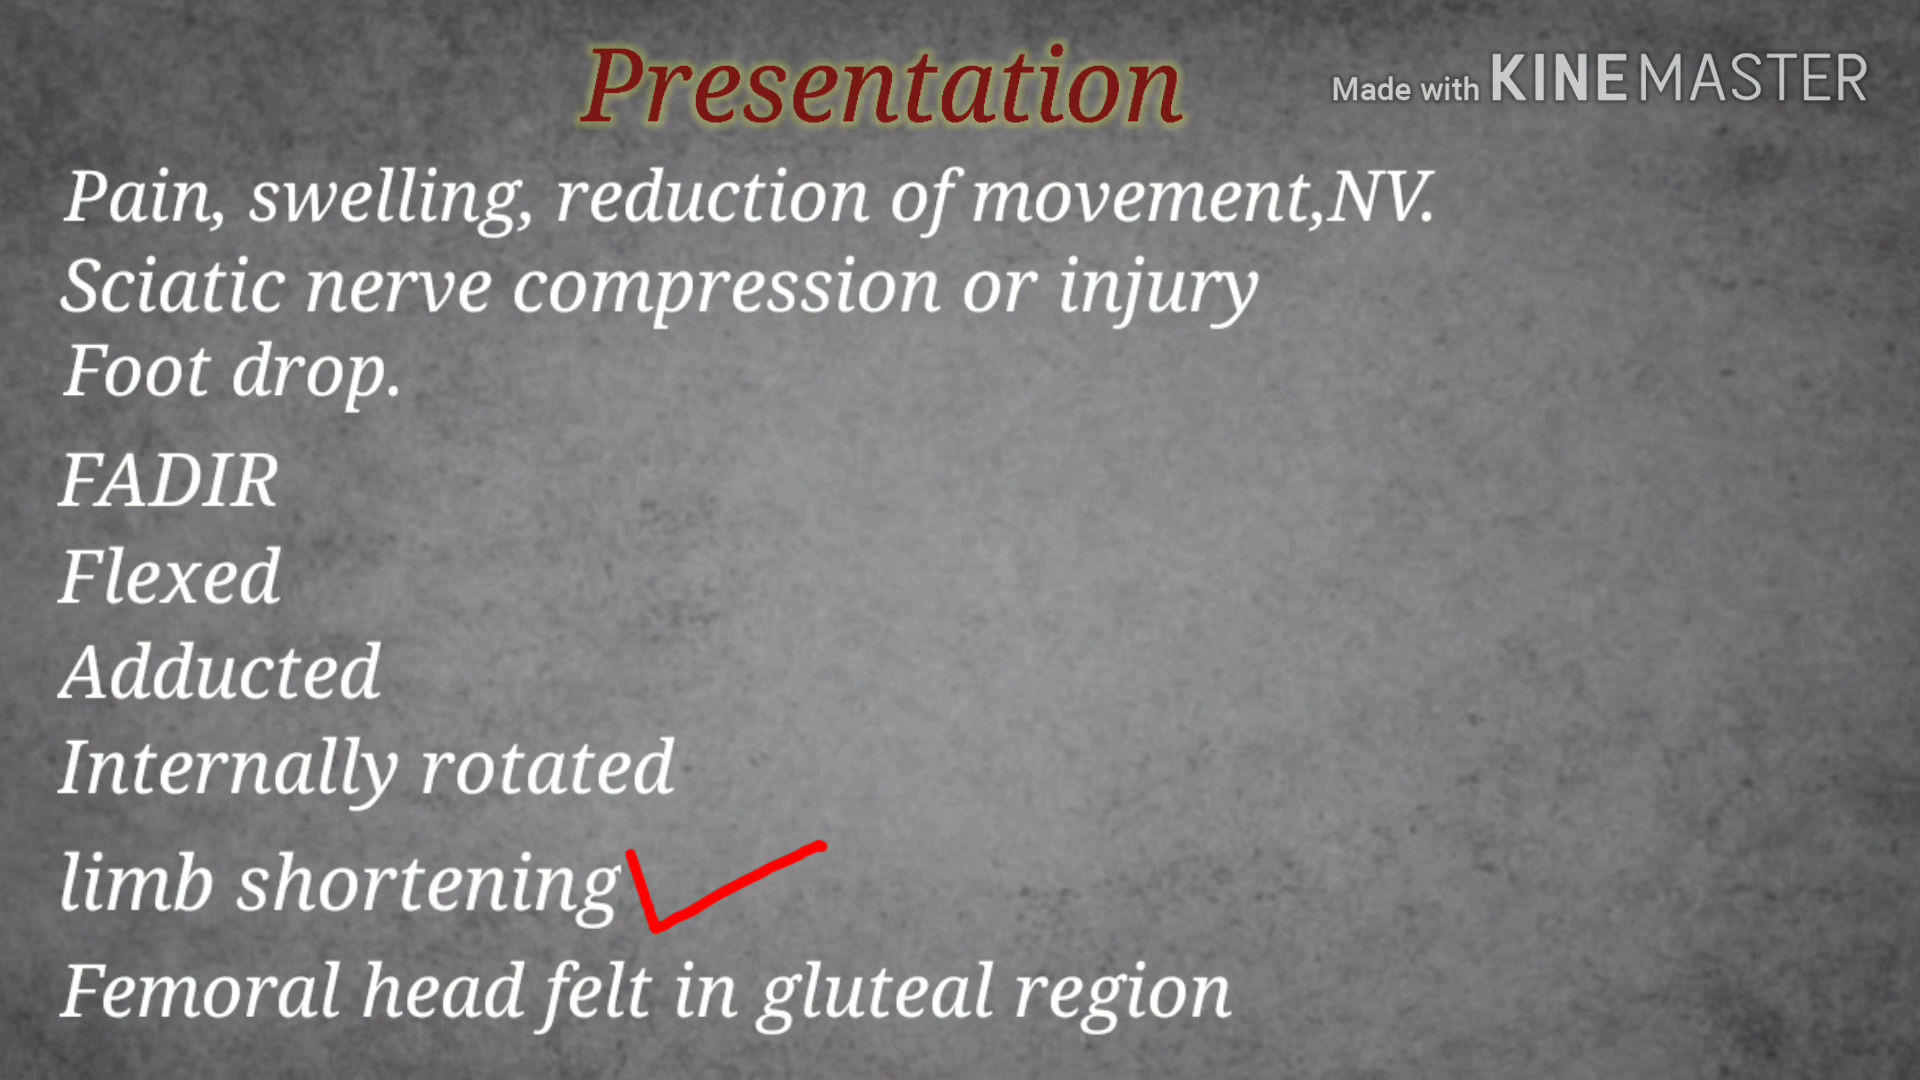 Presentation
Made with KINEMASTER
Pain, swelling, reduction of movement,NV.
Sciatic nerve compression or injury
Foot drop.
FADIR
Flexed
Adducted
Internally rotated
limb shortening
Femoral head felt in gluteal region